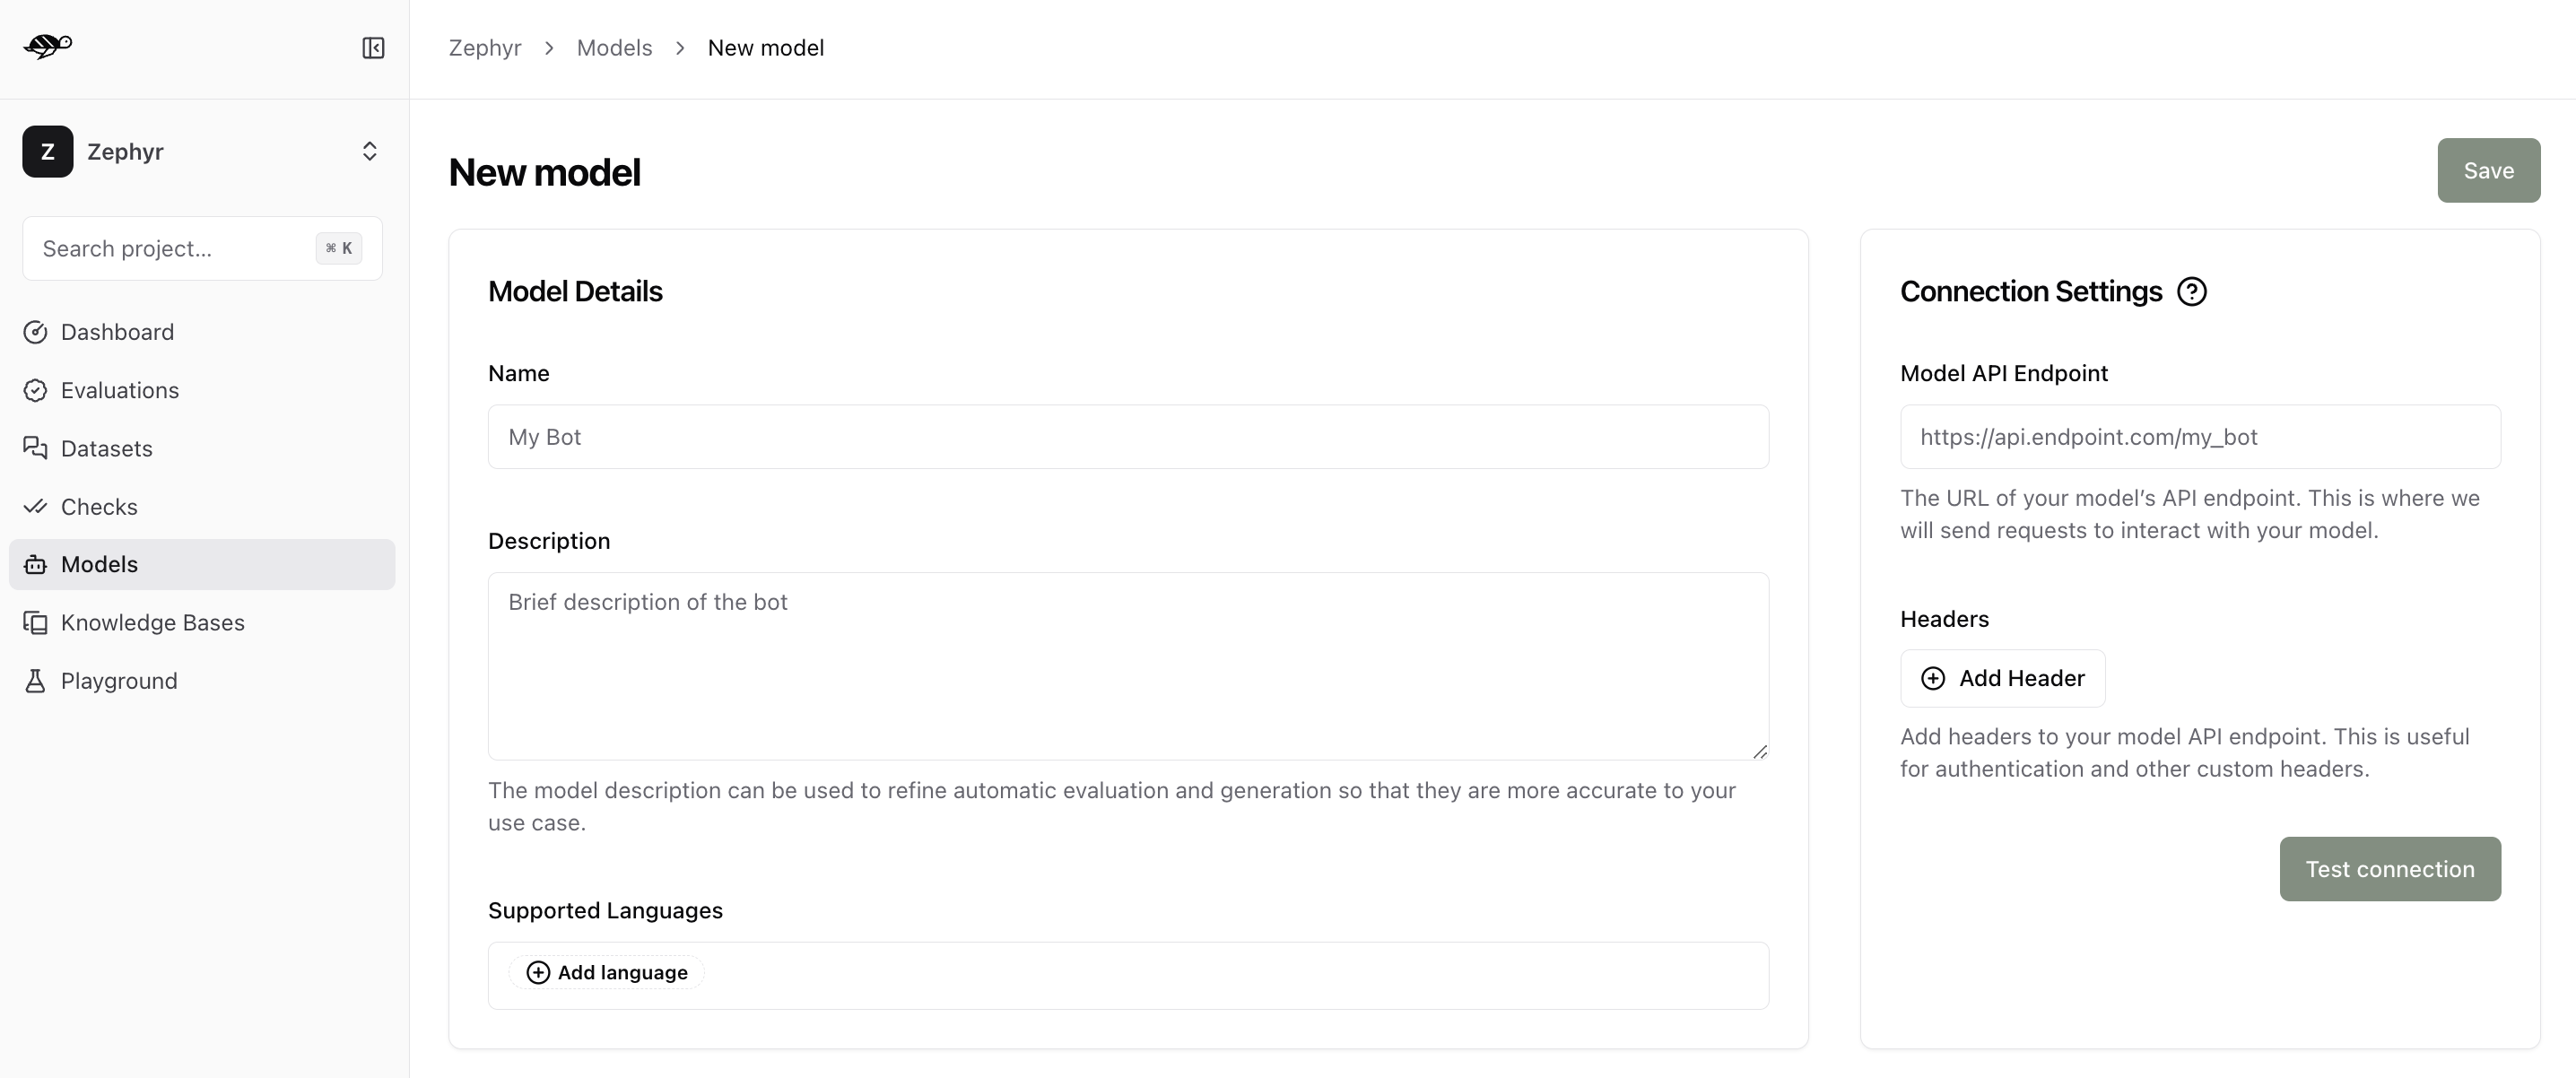 Zephyr > Models > New model
Z Zephyr
Search project... ⌘ K
Dashboard
Evaluations
Datasets
Checks
Models
Knowledge Bases
Playground
New model
Save
Model Details
Name
My Bot
Description
Brief description of the bot
The model description can be used to refine automatic evaluation and generation so that they are more accurate to your
use case.
Supported Languages
Add language
Connection Settings
Model API Endpoint
https://api.endpoint.com/my_bot
The URL of your model’s API endpoint. This is where we
will send requests to interact with your model.
Headers
Add Header
Add headers to your model API endpoint. This is useful
for authentication and other custom headers.
Test connection